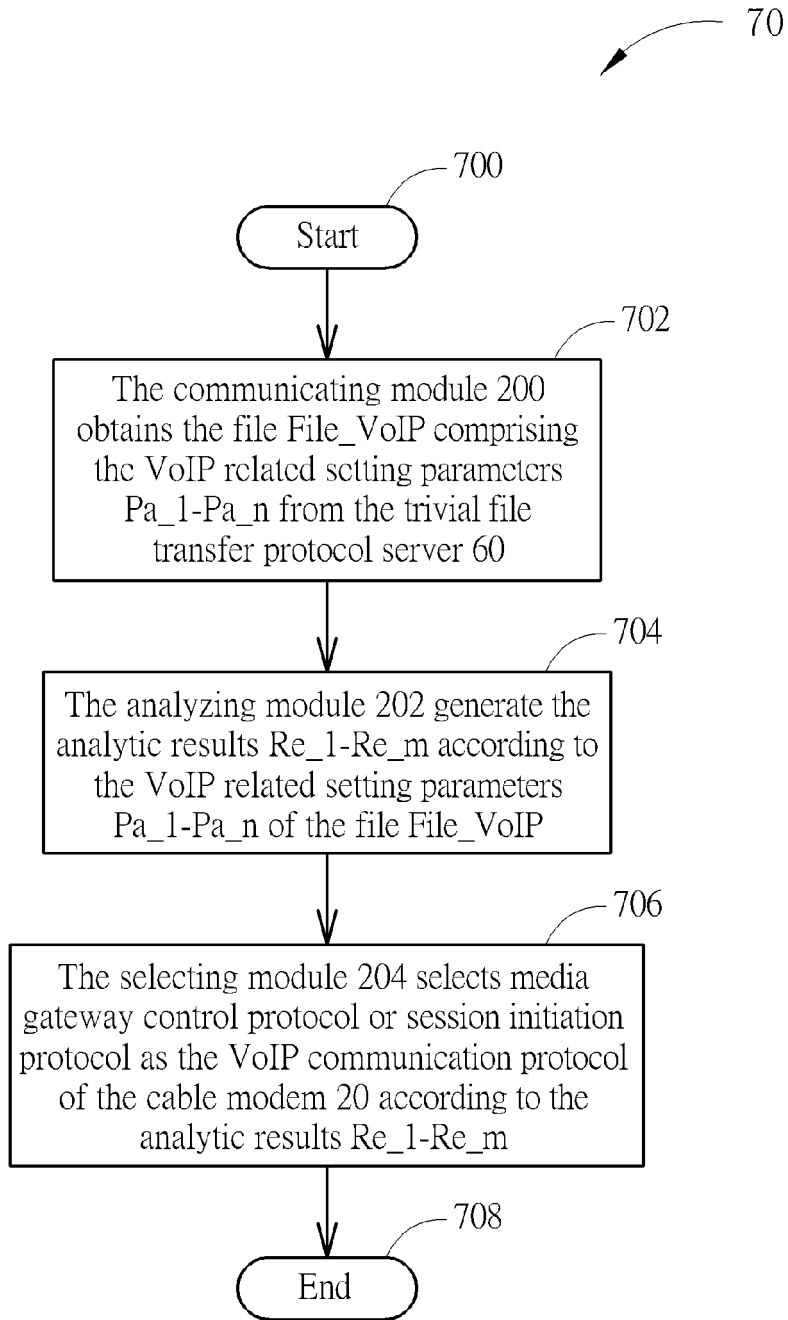 70
700
Start
702
The communicating module 200
obtains the file File_VoIP comprising
the VoIP related setting parameters
Pa_1-Pa_n from the trivial file
transfer protocol server 60
704
The analyzing module 202 generate the
analytic results Re_1-Re_m according to
the VoIP related setting parameters
Pa_1-Pa_n of the file File_VoIP
706
The selecting module 204 selects media
gateway control protocol or session initiation
protocol as the VoIP communication protocol
of the cable modem 20 according to the
analytic results Re_1-Re_m
708
End